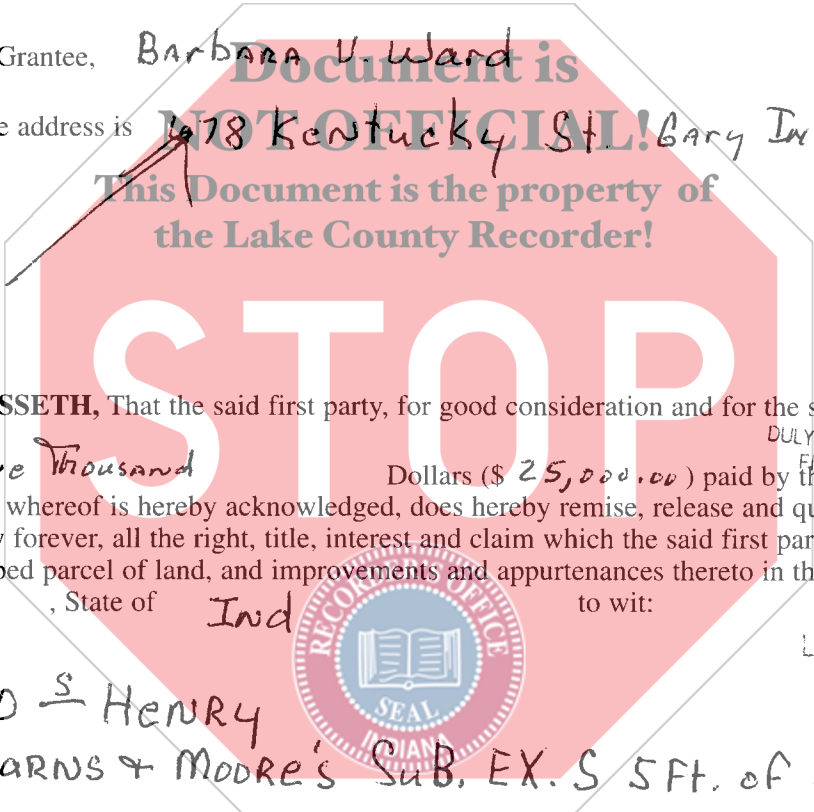 Grantee, Barbara V. Ward
Document is
e address is 1978 Kentucky St. Gary In
NOT OFFICIAL!
This Document is the property of
the Lake County Recorder!
STOP
SSETH, That the said first party, for good consideration and for the s
DULY
e Thousand Dollars ($ 25,000.00 ) paid by th
whereof is hereby acknowledged, does hereby remise, release and qu
forever, all the right, title, interest and claim which the said first par
bed parcel of land, and improvements and appurtenances thereto in th
, State of Ind to wit:
RECORDER'S OFFICE
SEAL
INDIANA
S HENRY
ARNS & MOORE'S SUB. EX. S 5 Ft. of